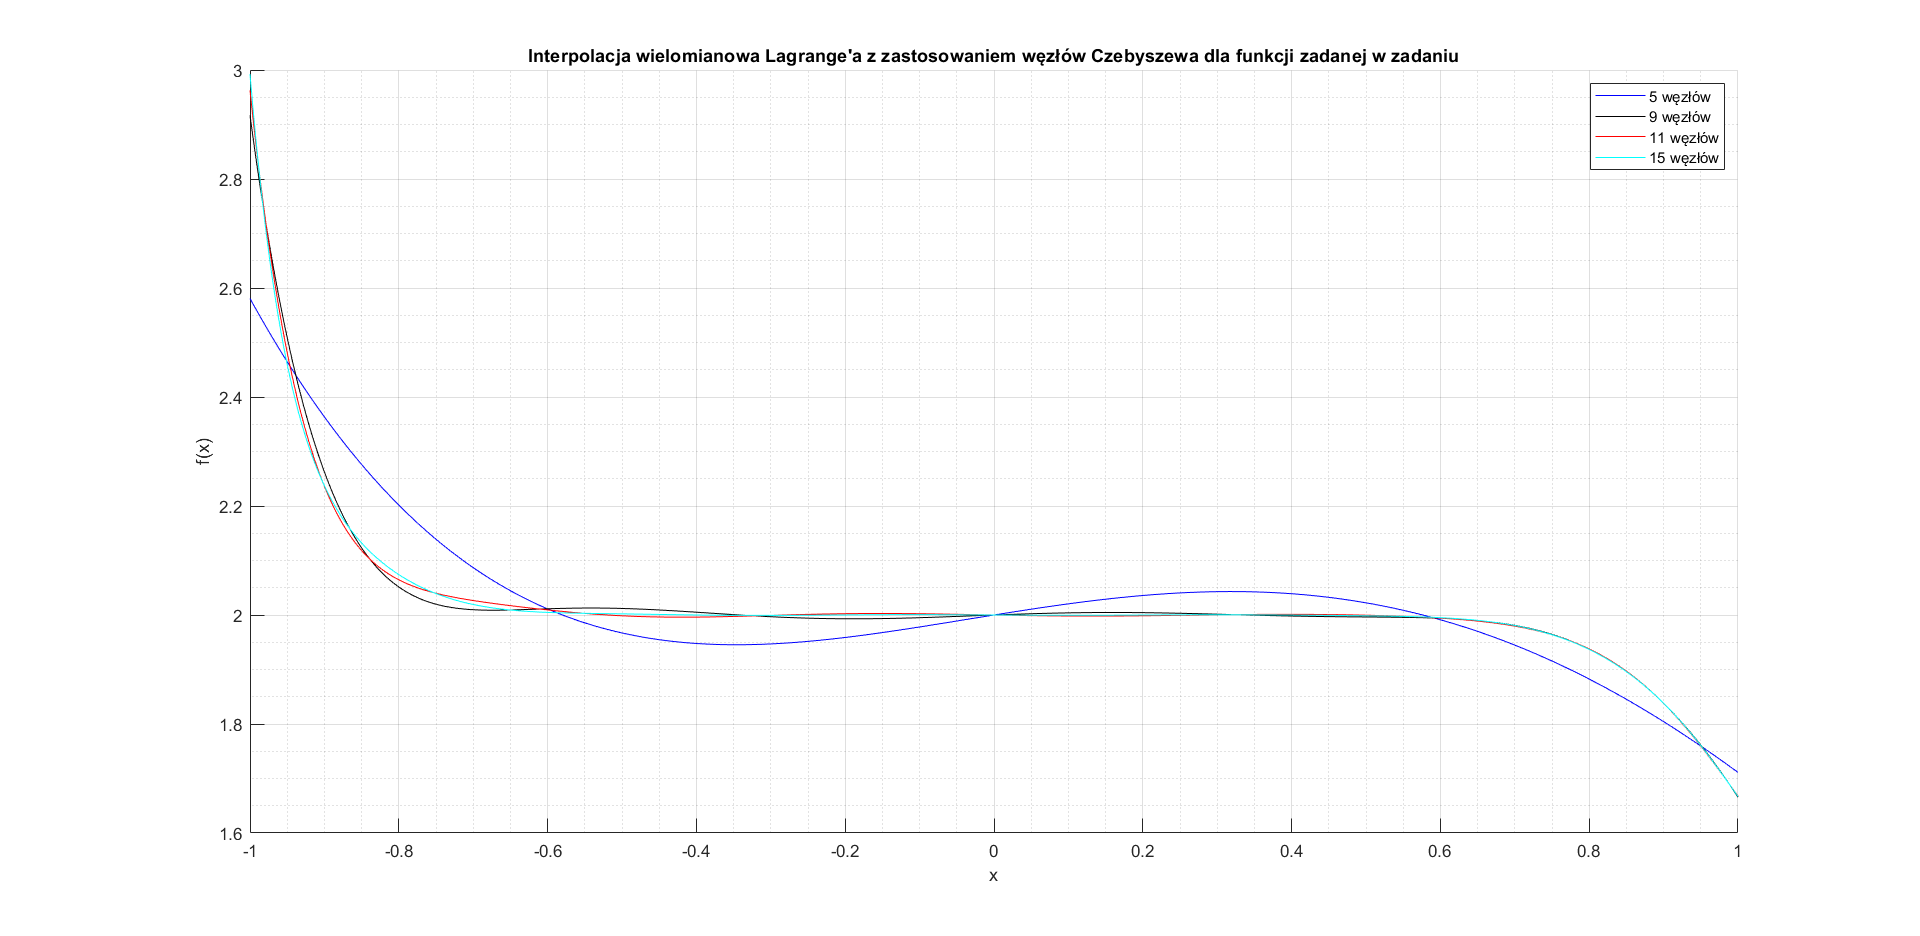 Interpolacja wielomianowa Lagrange'a z zastosowaniem węzłów Czebyszewa dla funkcji zadanej w zadaniu
3
2.8
2.6
2.4
2.2
2
1.8
1.6
f(x)
5 węzłów
9 węzłów
11 węzłów
15 węzłów
-1 -0.8 -0.6 -0.4 -0.2 0 0.2 0.4 0.6 0.8 1
x